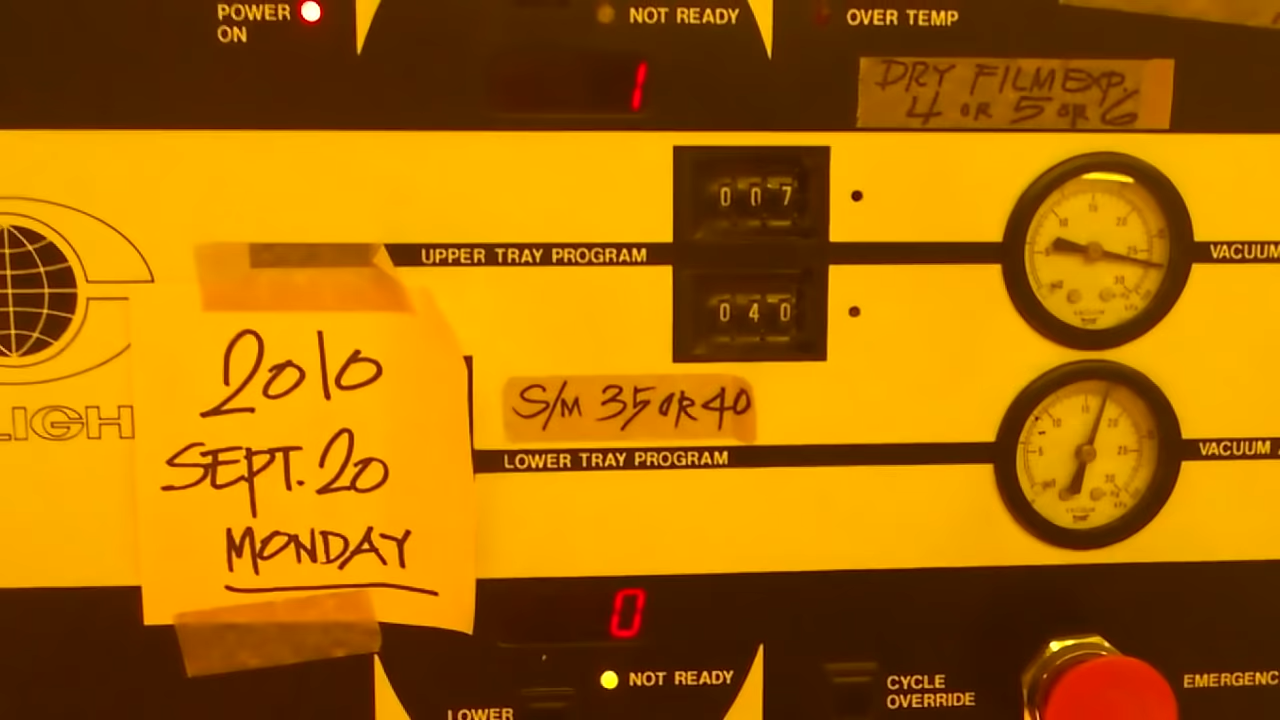 POWER
ON
NOT READY
OVER TEMP
1
DRY FILM EXP.
4 OR 5 OR 6
007
UPPER TRAY PROGRAM
VACUUM
040
2010
SEPT. 20
MONDAY
LIGH
S/M 35 OR 40
LOWER TRAY PROGRAM
VACUUM
0
NOT READY
CYCLE
OVERRIDE
EMERGENC
LOWER